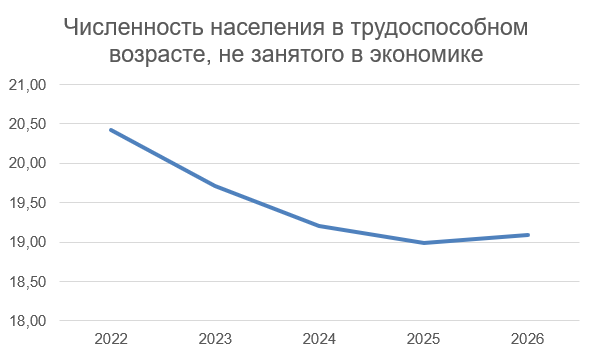 Численность населения в трудоспособном
возрасте, не занятого в экономике
21,00
20,50
20,00
19,50
19,00
18,50
18,00
2022 2023 2024 2025 2026